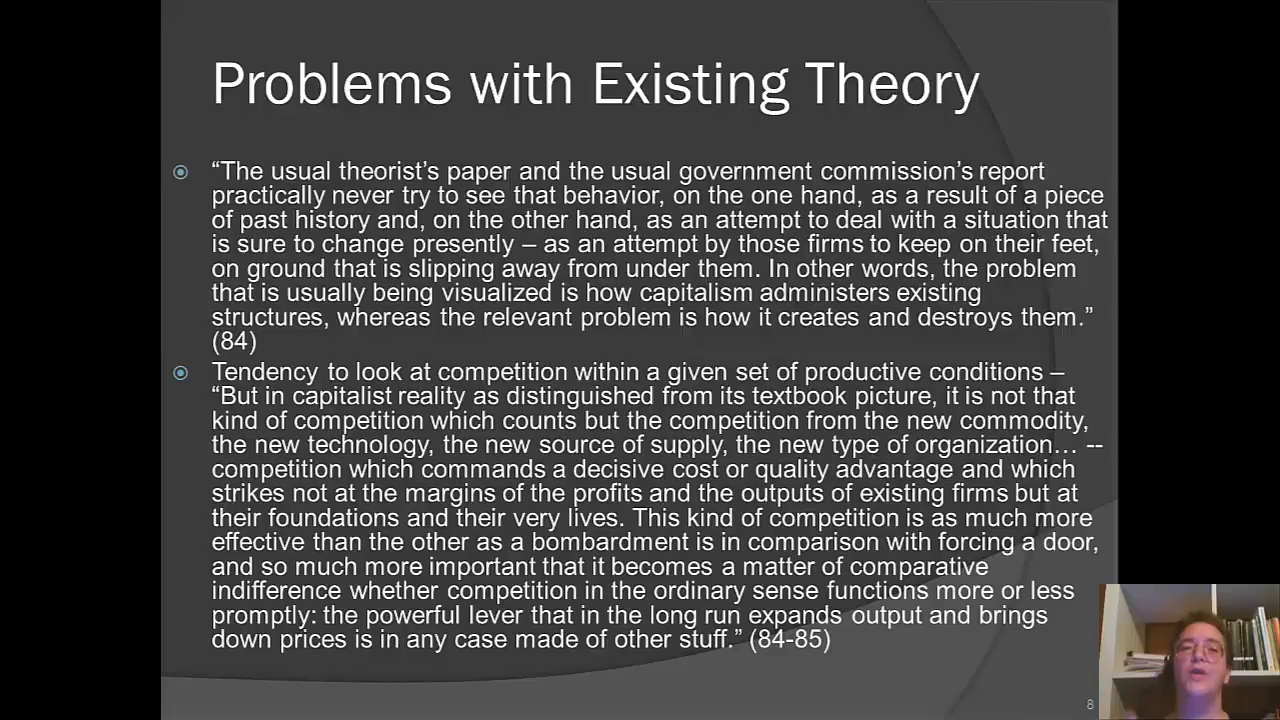 Problems with Existing Theory
“The usual theorist’s paper and the usual government commission’s report
practically never try to see that behavior, on the one hand, as a result of a piece
of past history and, on the other hand, as an attempt to deal with a situation that
is sure to change presently – as an attempt by those firms to keep on their feet,
on ground that is slipping away from under them. In other words, the problem
that is usually being visualized is how capitalism administers existing
structures, whereas the relevant problem is how it creates and destroys them.”
(84)
Tendency to look at competition within a given set of productive conditions –
“But in capitalist reality as distinguished from its textbook picture, it is not that
kind of competition which counts but the competition from the new commodity,
the new technology, the new source of supply, the new type of organization… --
competition which commands a decisive cost or quality advantage and which
strikes not at the margins of the profits and the outputs of existing firms but at
their foundations and their very lives. This kind of competition is as much more
effective than the other as a bombardment is in comparison with forcing a door,
and so much more important that it becomes a matter of comparative
indifference whether competition in the ordinary sense functions more or less
promptly: the powerful lever that in the long run expands output and brings
down prices is in any case made of other stuff.” (84-85)
8